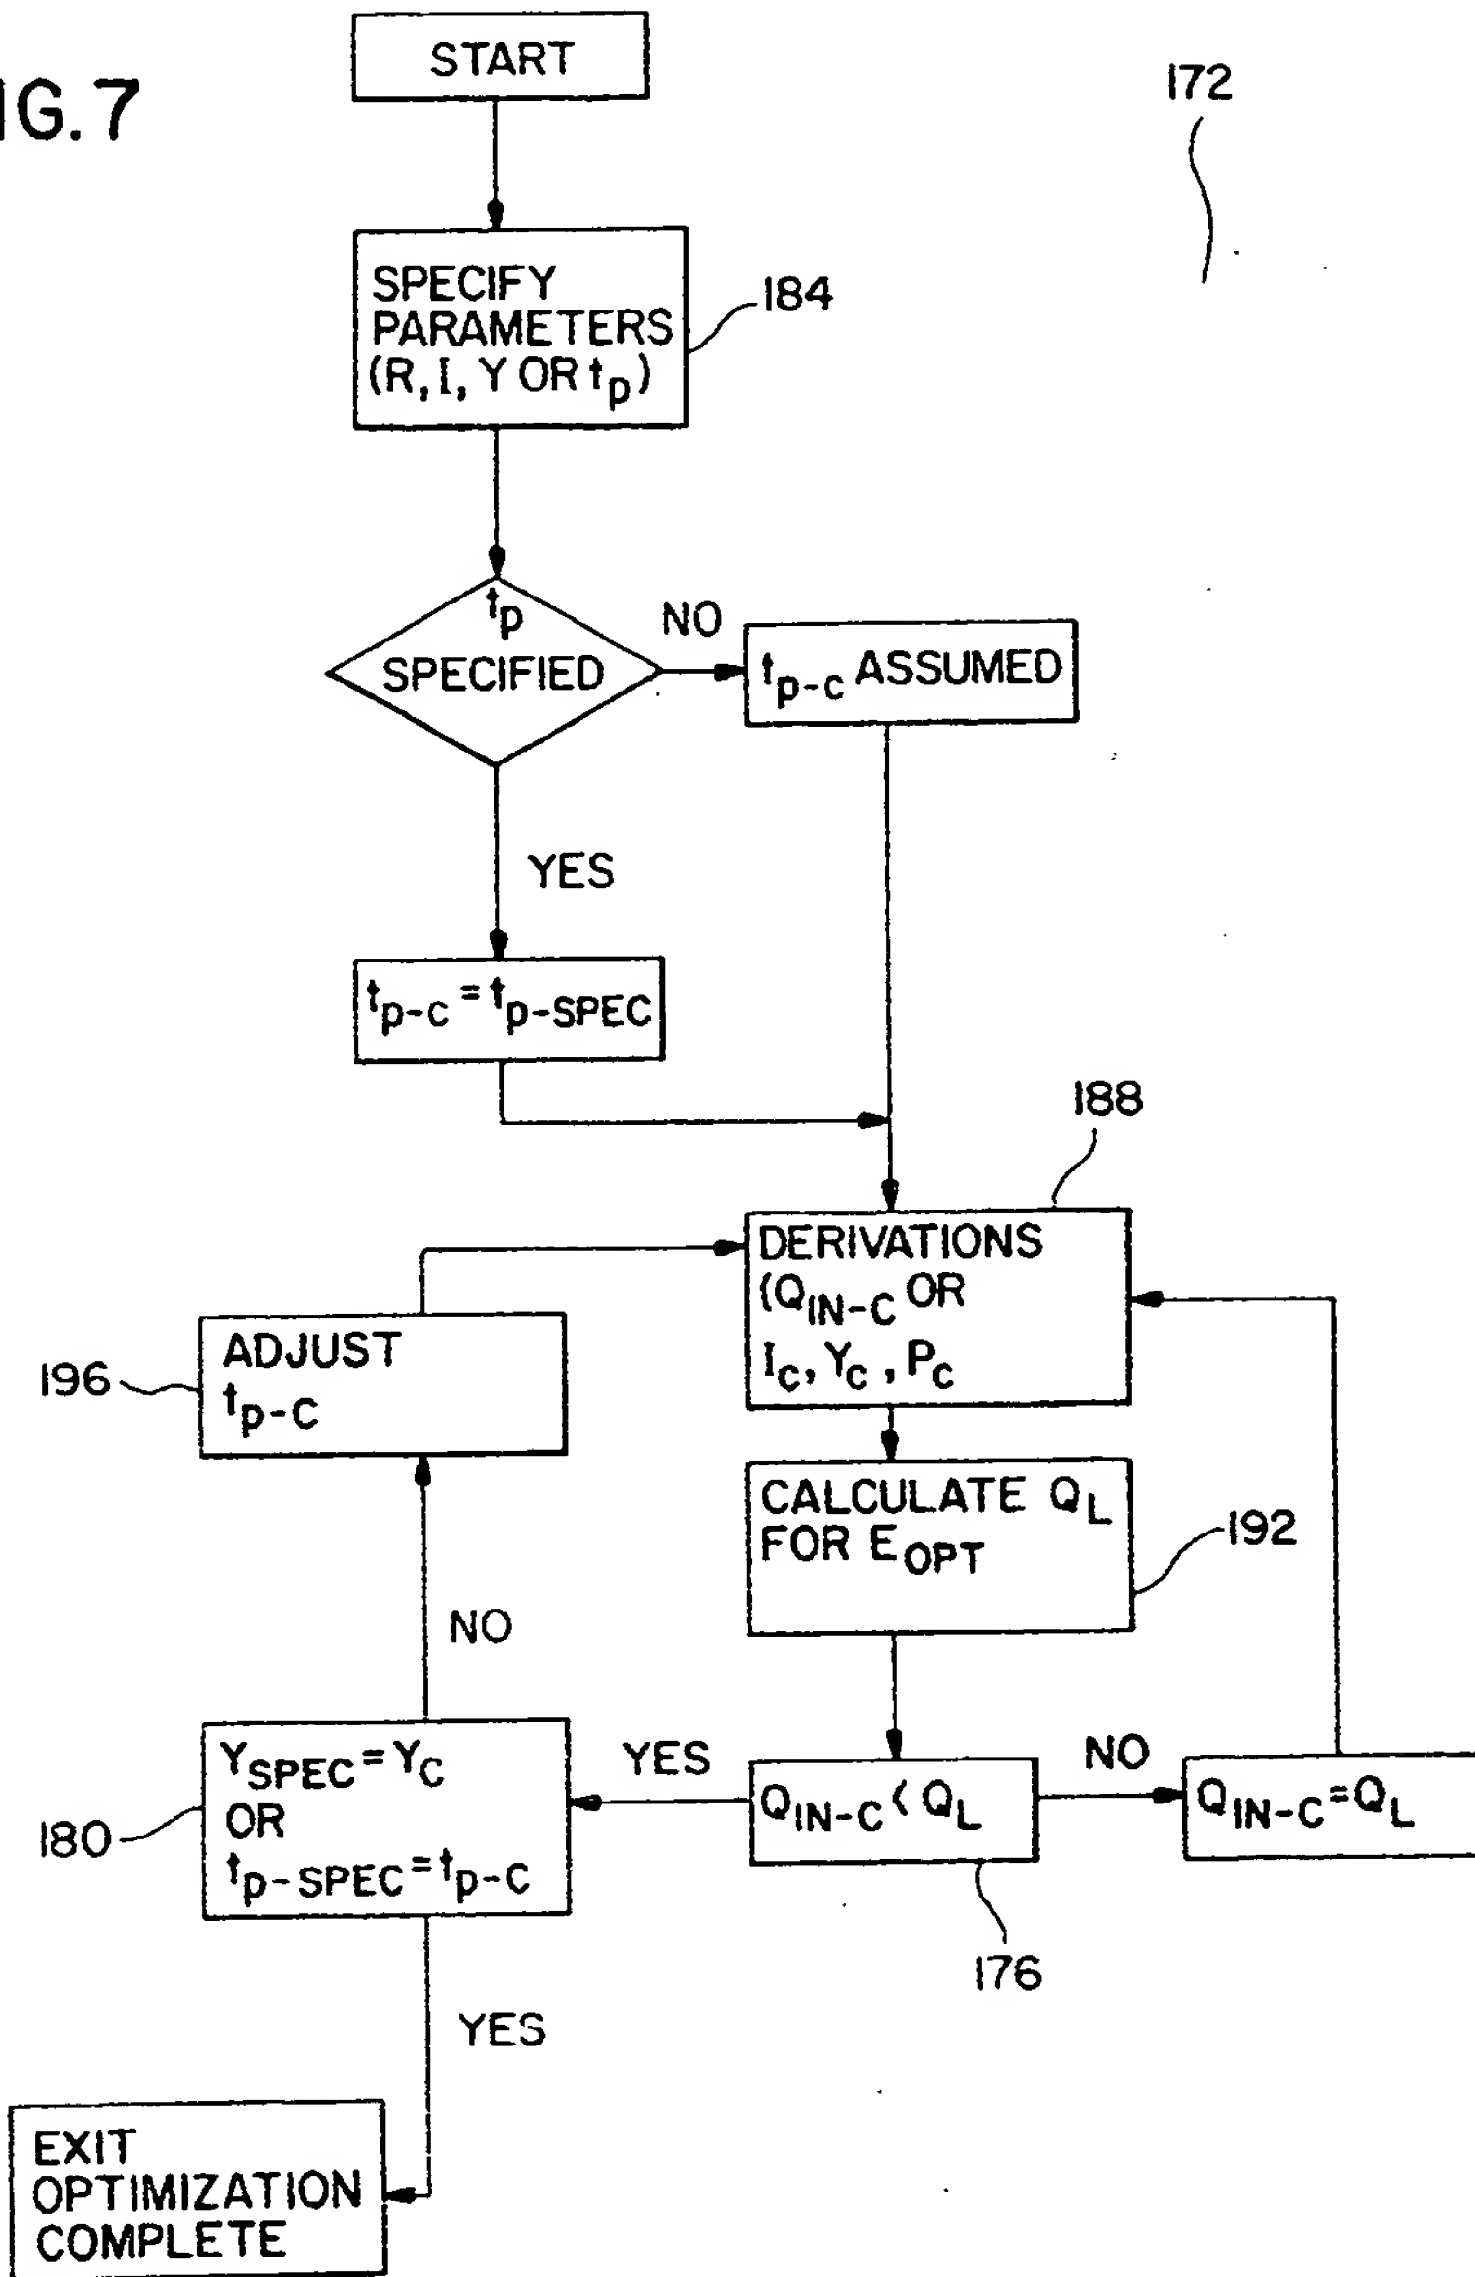 IG. 7
START
172
SPECIFY
PARAMETERS
(R, I, Y OR tp)
184
tp
SPECIFIED
NO
tp-c ASSUMED
YES
tp-c = tp-SPEC
188
DERIVATIONS
(QIN-C OR
IC, YC, PC
ADJUST
tp-C
196
CALCULATE QL
FOR EOPT
192
NO
YSPEC = YC
OR
tp-SPEC = tp-C
180
YES
QIN-C < QL
NO
QIN-C = QL
176
YES
EXIT
OPTIMIZATION
COMPLETE